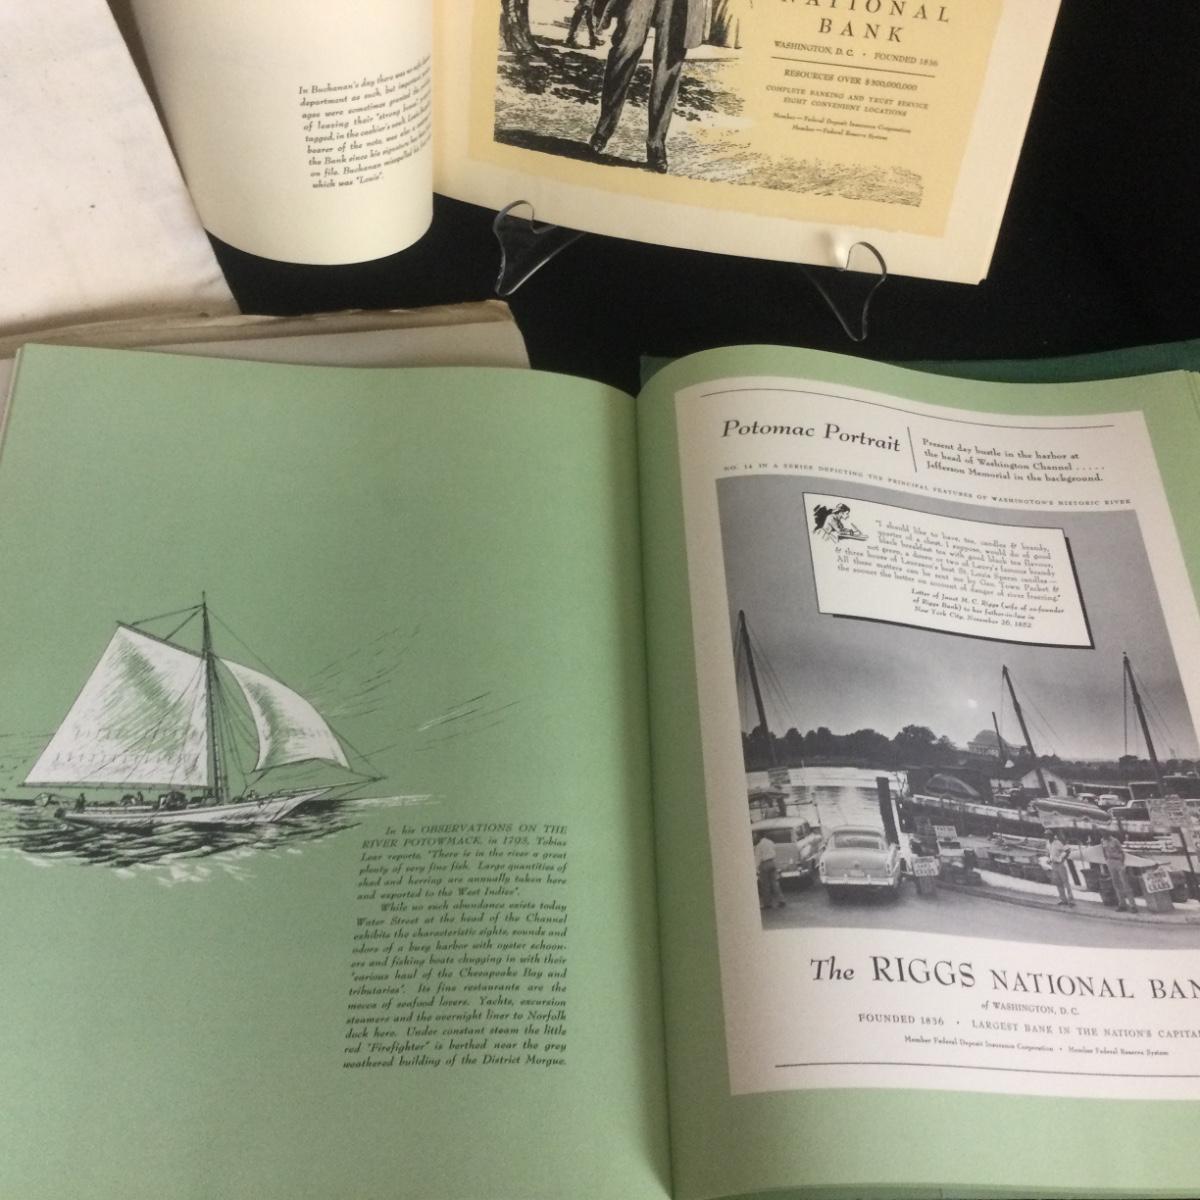 In Buchanan's day there was no safe
department as such, but important
ages were sometimes granted the
of leaving their "strong boxes"
tagged, in the cashier's vault.
bearer of the note, was also a
the Bank since his signature
on file. Buchanan misspelled his
which was "Louis".
NATIONAL
BANK
WASHINGTON, D. C. • FOUNDED 1836
RESOURCES OVER $300,000,000
COMPLETE BANKING AND TRUST SERVICE
EIGHT CONVENIENT LOCATIONS
Member—Federal Deposit Insurance Corporation
Member—Federal Reserve System
In his OBSERVATIONS ON THE
RIVER POTOWMACK, in 1793, Tobias
Lear reports, "There is in the river a great
plenty of very fine fish. Large quantities of
shad and herring are annually taken here
and exported to the West Indies".
While no such abundance exists today
Water Street at the head of the Channel
exhibits the characteristic sights, sounds and
odors of a busy harbor with oyster schoon-
ers and fishing boats chugging in with their
"various haul of the Chesapeake Bay and
tributaries". Its fine restaurants are the
mecca of seafood lovers. Yachts, excursion
steamers and the overnight liner to Norfolk
dock here. Under constant steam the little
red "Firefighter" is berthed near the grey
weathered building of the District Morgue.
Potomac Portrait
Present day bustle in the harbor at
the head of Washington Channel . . . . .
Jefferson Memorial in the background.
NO. 14 IN A SERIES DEPICTING THE PRINCIPAL FEATURES OF WASHINGTON'S HISTORIC RIVER
"I should like to have, tea, candles & brandy,
quarter of a chest, I suppose, would do of good
black breakfast tea with good black tea flavour,
not green, a dozen or two of Laury's famous brandy
& three boxes of Laurason's best St. Louis Sperm candles—
All these matters can be sent me by Geo. Town Packet &
the sooner the better on account of danger of river freezing."
Letter of Janet M. C. Riggs (wife of co-founder
of Riggs Bank) to her father-in-law in
New York City, November 26, 1852
The RIGGS NATIONAL BAN
of WASHINGTON, D. C.
FOUNDED 1836 • LARGEST BANK IN THE NATION'S CAPITA
Member Federal Deposit Insurance Corporation • Member Federal Reserve System